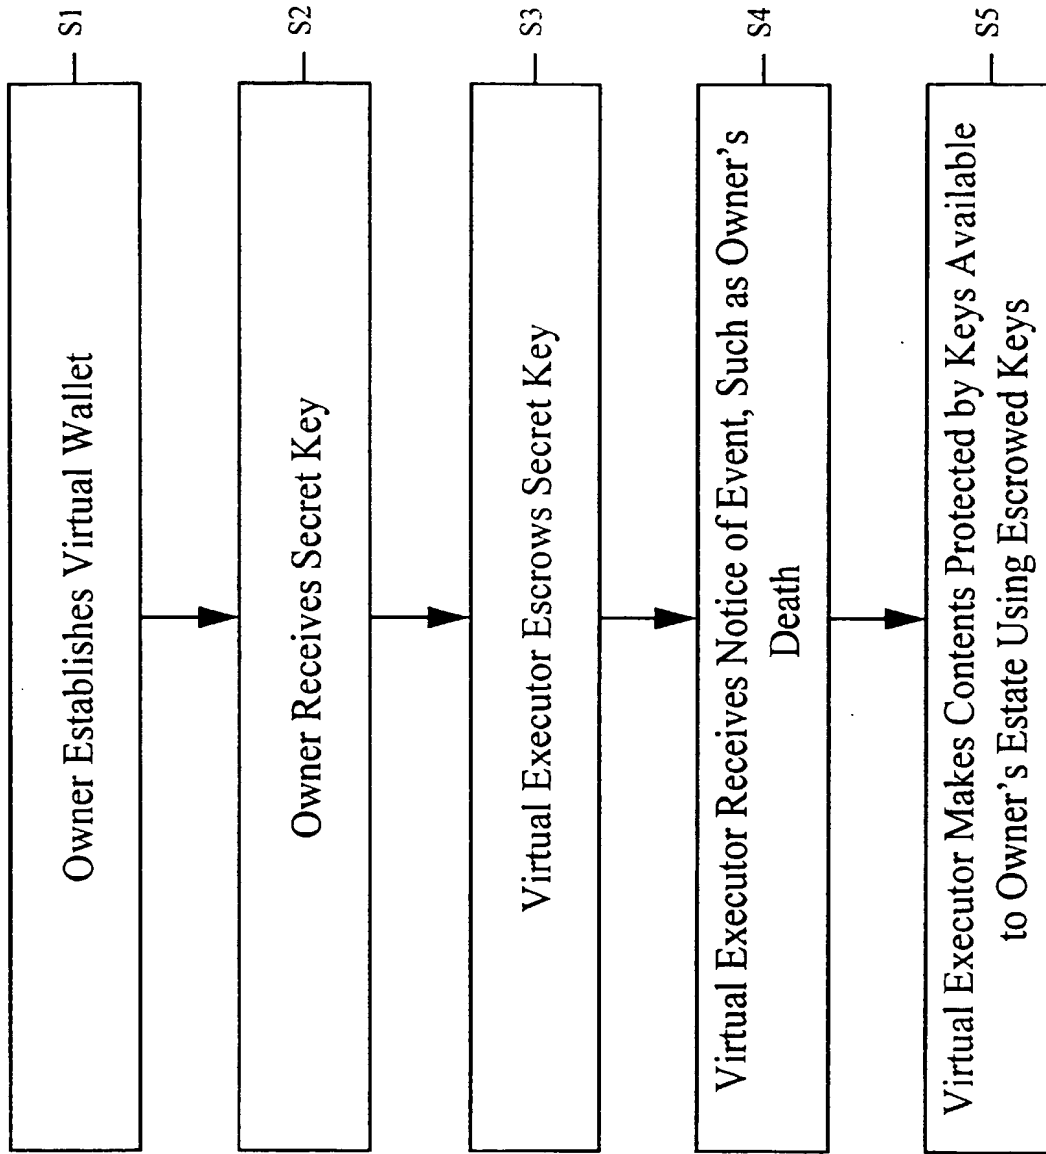 Owner Establishes Virtual Wallet
S1
Owner Receives Secret Key
S2
Virtual Executor Escrows Secret Key
S3
Virtual Executor Receives Notice of Event, Such as Owner's
Death
S4
Virtual Executor Makes Contents Protected by Keys Available
to Owner's Estate Using Escrowed Keys
S5